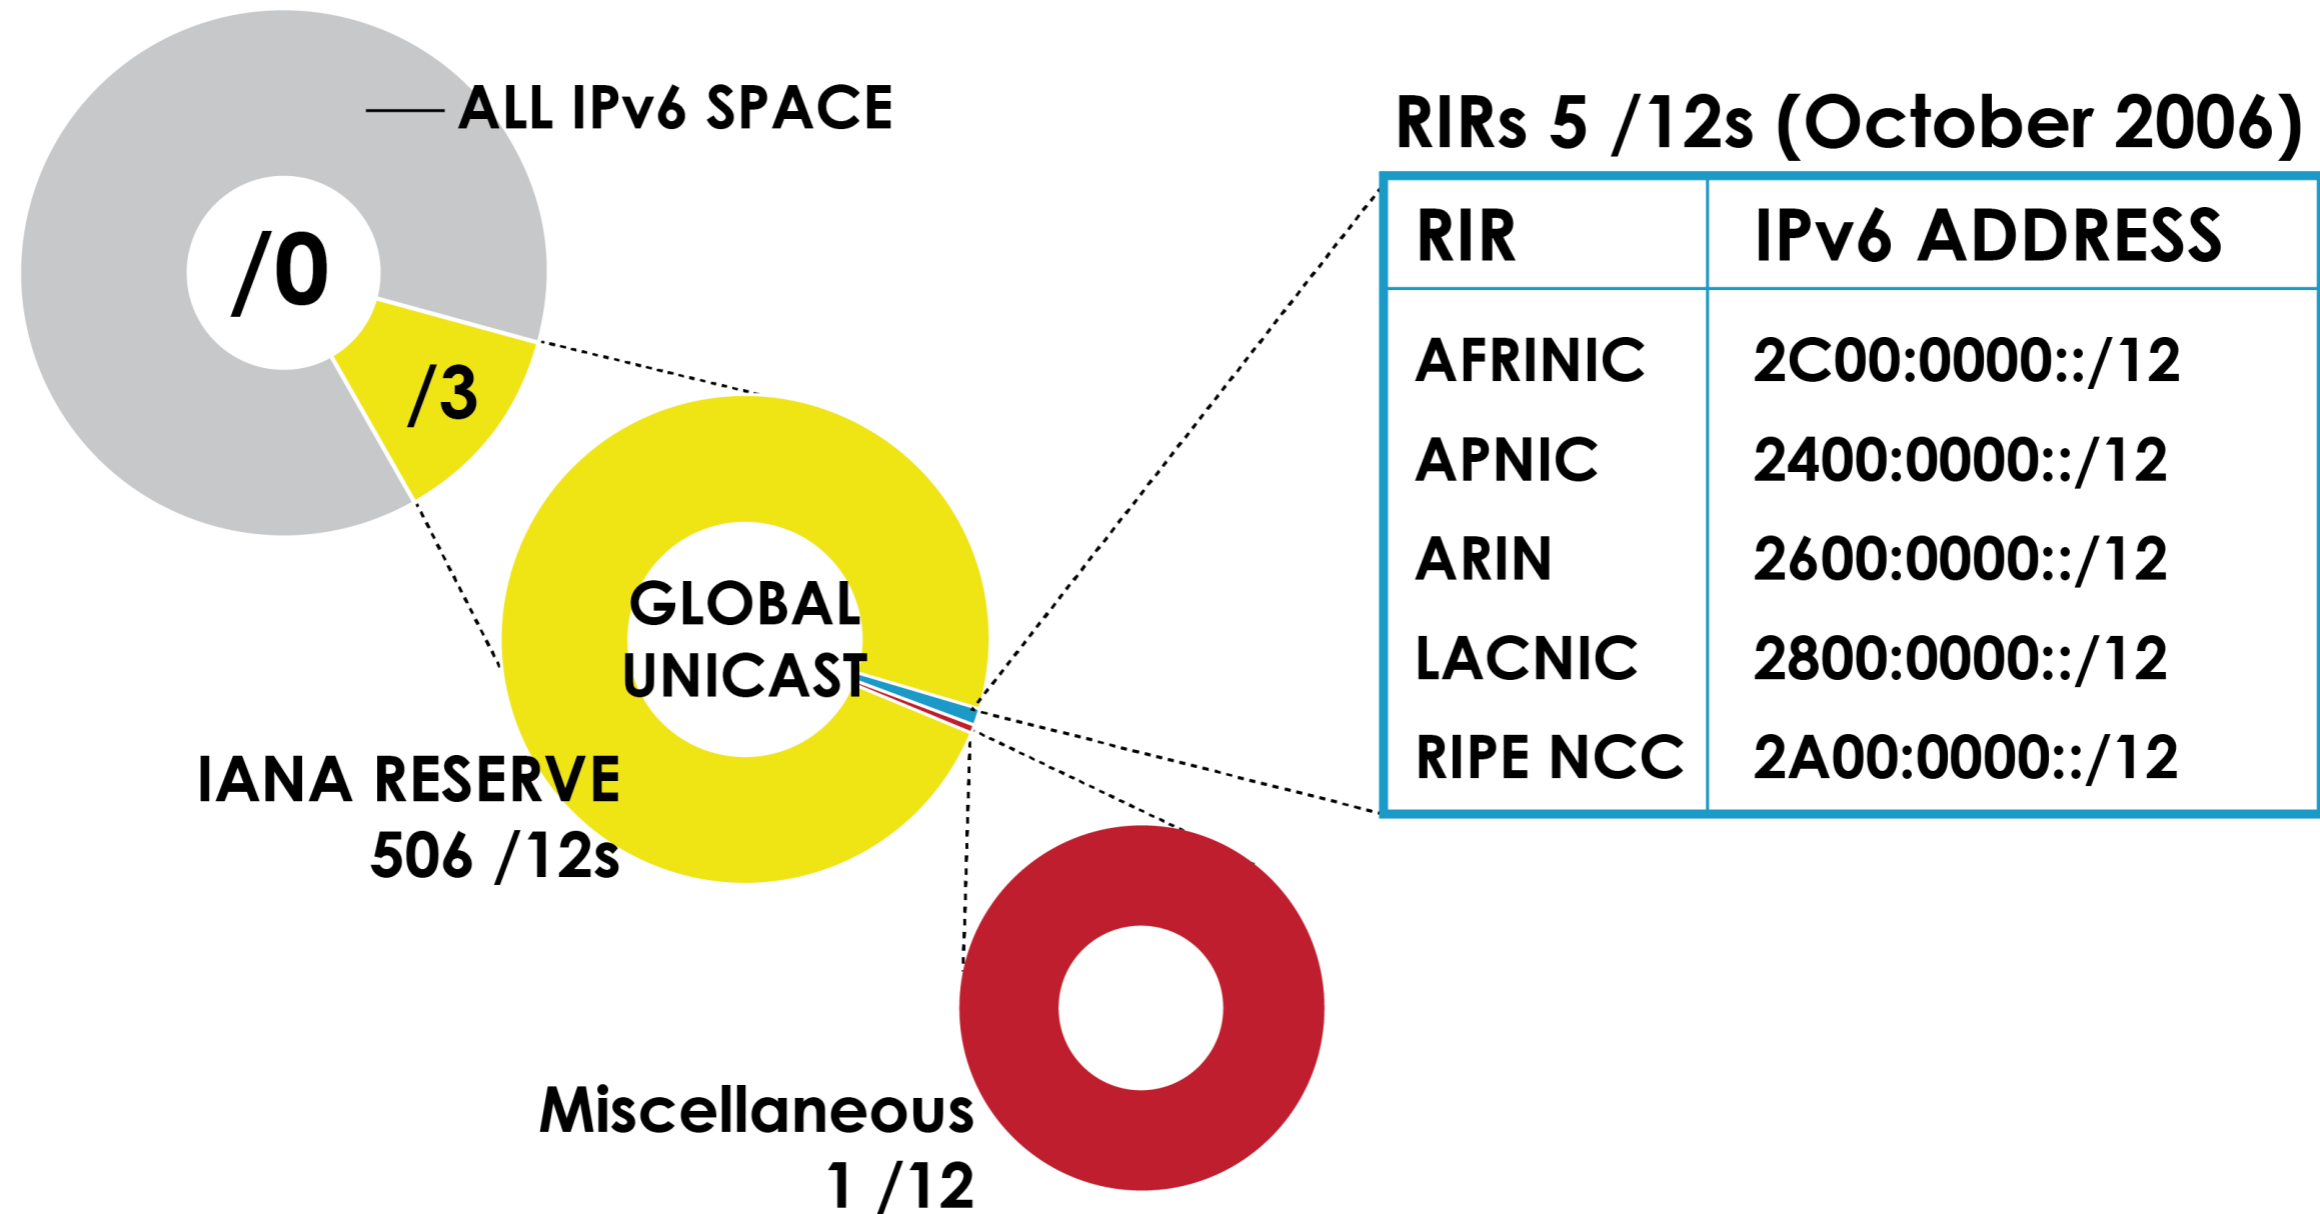 ALL IPv6 SPACE
/0
/3
GLOBAL
UNICAST
IANA RESERVE
506 /12s
Miscellaneous
1 /12
RIRs 5 /12s (October 2006)
RIR IPv6 ADDRESS
AFRINIC 2C00:0000::/12
APNIC 2400:0000::/12
ARIN 2600:0000::/12
LACNIC 2800:0000::/12
RIPE NCC 2A00:0000::/12